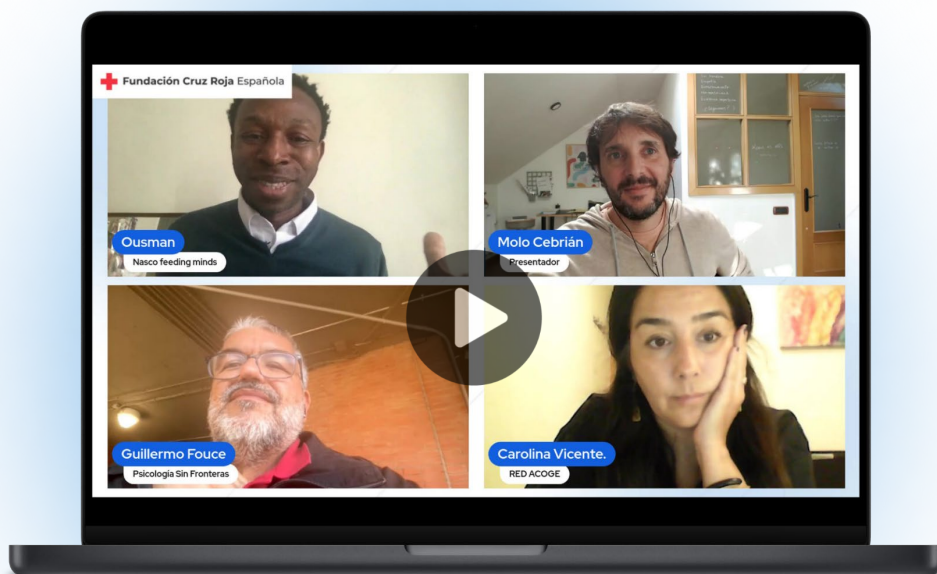 Fundación Cruz Roja Española
Ousman
Nasco feeding minds
Molo Cebrián
Presentador
Guillermo Fouce
Psicología Sin Fronteras
Carolina Vicente.
RED ACOGE